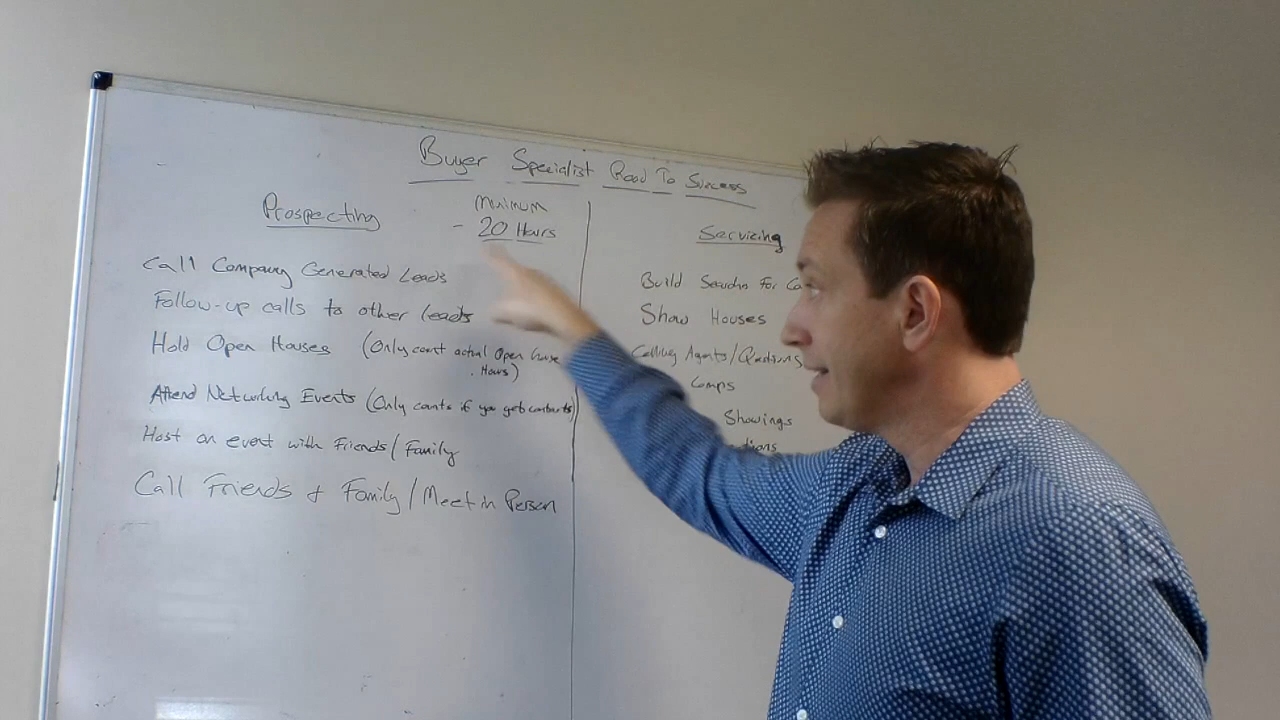 Buyer Specialist Road To Success
Prospecting
Minimum
- 20 Hours
Call Company Generated Leads
Follow-up calls to other leads
Hold Open Houses (Only count actual Open house
Hours)
Attend Networking Events (Only counts if you get contacts)
Host an event with Friends/Family
Call Friends & Family/Meet in Person
Servicing
Build Searches For
Show Houses
Calling Agents/Questions
Comps
Showings